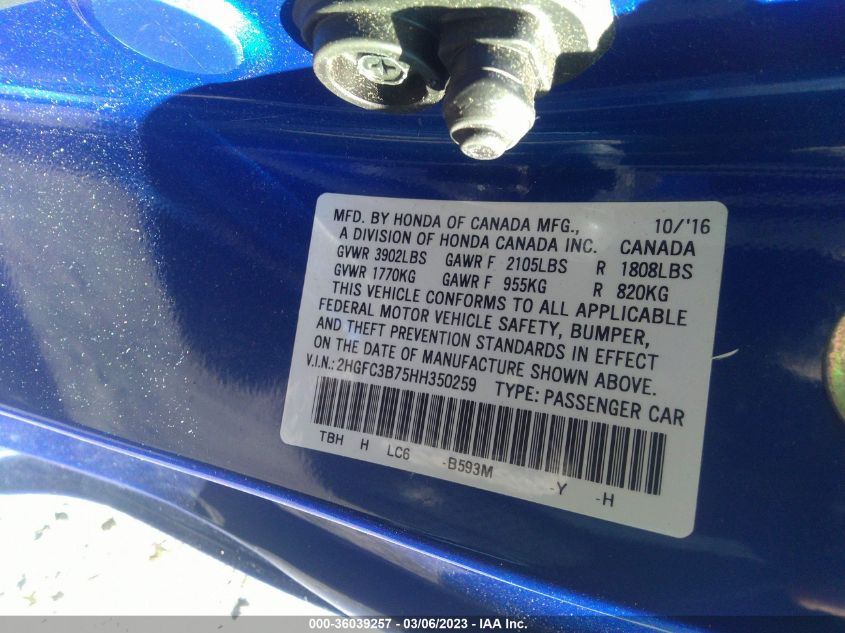 MFD. BY HONDA OF CANADA MFG., 10/'16
A DIVISION OF HONDA CANADA INC. CANADA
GVWR 3902LBS GAWR F 2105LBS R 1808LBS
GVWR 1770KG GAWR F 955KG R 820KG
THIS VEHICLE CONFORMS TO ALL APPLICABLE
FEDERAL MOTOR VEHICLE SAFETY, BUMPER,
AND THEFT PREVENTION STANDARDS IN EFFECT
ON THE DATE OF MANUFACTURE SHOWN ABOVE.
V.I.N.: 2HGFC3B75HH350259 TYPE: PASSENGER CAR
TBH H LC6 -B593M -Y -H
000-36039257 - 03/06/2023 - IAA Inc.